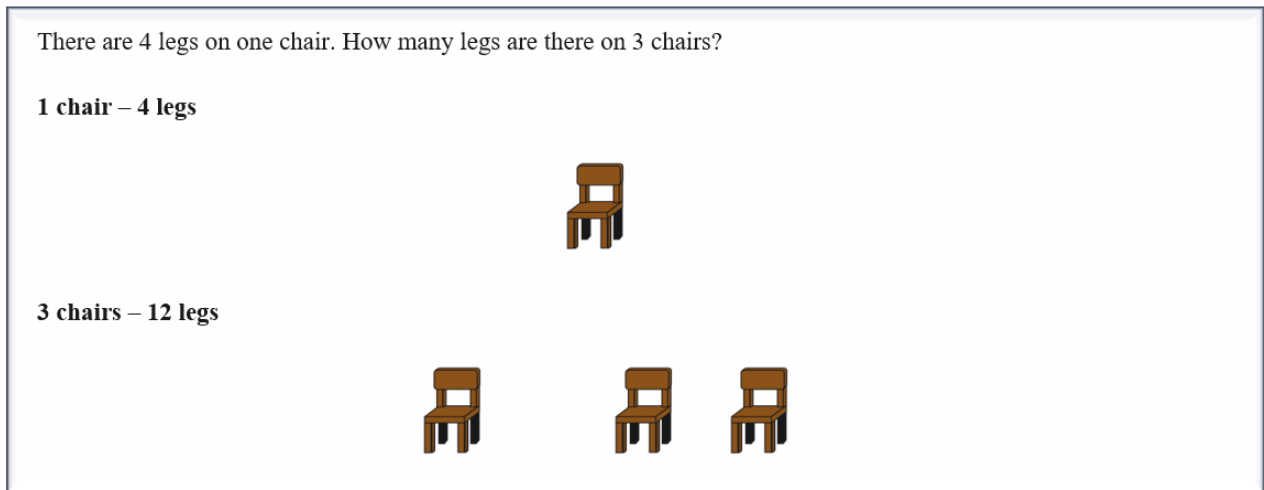 There are 4 legs on one chair. How many legs are there on 3 chairs?
1 chair – 4 legs
3 chairs – 12 legs